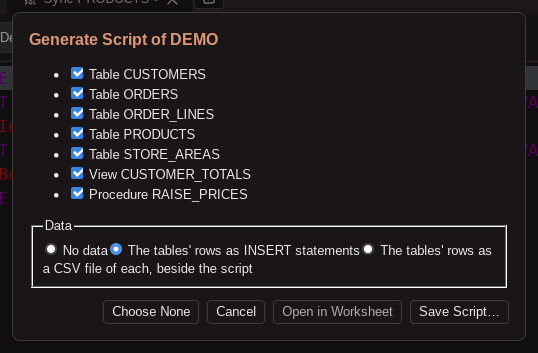 Sync PRODUCTS
De
Generate Script of DEMO
Table CUSTOMERS
Table ORDERS
Table ORDER_LINES
Table PRODUCTS
Table STORE_AREAS
View CUSTOMER_TOTALS
Procedure RAISE_PRICES
Data
No data The tables' rows as INSERT statements The tables' rows as
a CSV file of each, beside the script
Choose None Cancel Open in Worksheet Save Script…